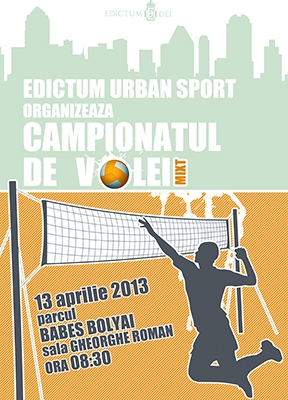 EDICTUM DEI
EDICTUM URBAN SPORT
ORGANIZEAZA
CAMPIONATUL
DE VOLEI MIXT
13 aprilie 2013
parcul
BABEŞ BOLYAI
sala GHEORGHE ROMAN
ORA 08:30